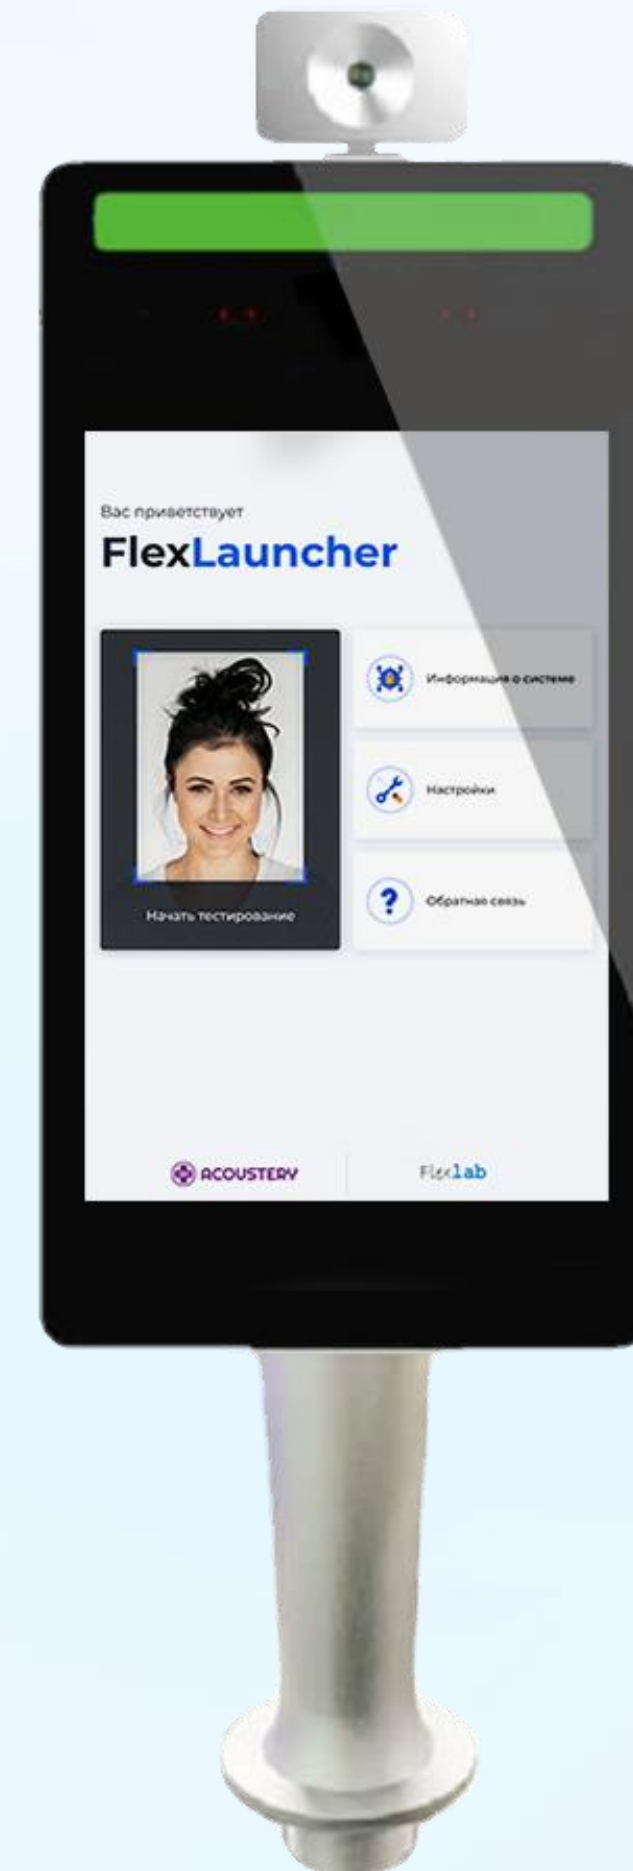 Вас приветствует
FlexLauncher
Начать тестирование
Информация о системе
Настройки
Обратная связь
ACOUSTERY
Flexlab